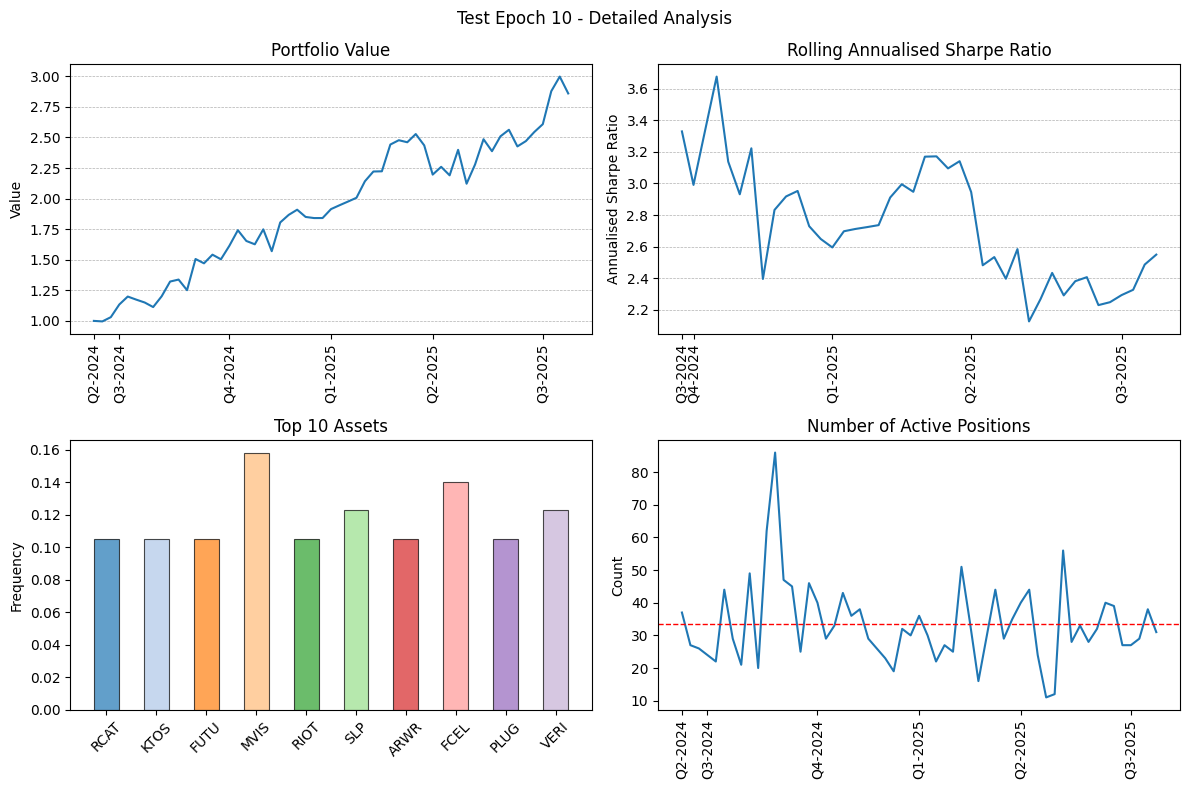 Test Epoch 10 - Detailed Analysis
Portfolio Value
Value
3.00
2.75
2.50
2.25
2.00
1.75
1.50
1.25
1.00
Q2-2024
Q3-2024
Q4-2024
Q1-2025
Q2-2025
Q3-2025
Rolling Annualised Sharpe Ratio
Annualised Sharpe Ratio
3.6
3.4
3.2
3.0
2.8
2.6
2.4
2.2
Q3-2024
Q4-2024
Q1-2025
Q2-2025
Q3-2025
Top 10 Assets
Frequency
0.16
0.14
0.12
0.10
0.08
0.06
0.04
0.02
0.00
RCAT
KTOS
FUTU
MVIS
RIOT
SLP
ARWR
FCEL
PLUG
VERI
Number of Active Positions
Count
80
70
60
50
40
30
20
10
Q2-2024
Q3-2024
Q4-2024
Q1-2025
Q2-2025
Q3-2025